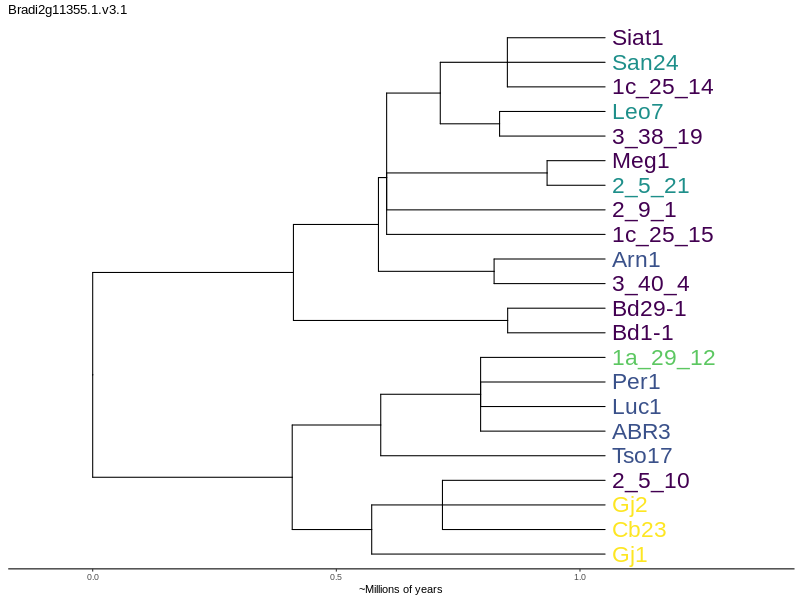 Bradi2g11355.1.v3.1
Siat1
San24
1c_25_14
Leo7
3_38_19
Meg1
2_5_21
2_9_1
1c_25_15
Arn1
3_40_4
Bd29-1
Bd1-1
1a_29_12
Per1
Luc1
ABR3
Tso17
2_5_10
Gj2
Cb23
Gj1
0.0 0.5 1.0
~Millions of years